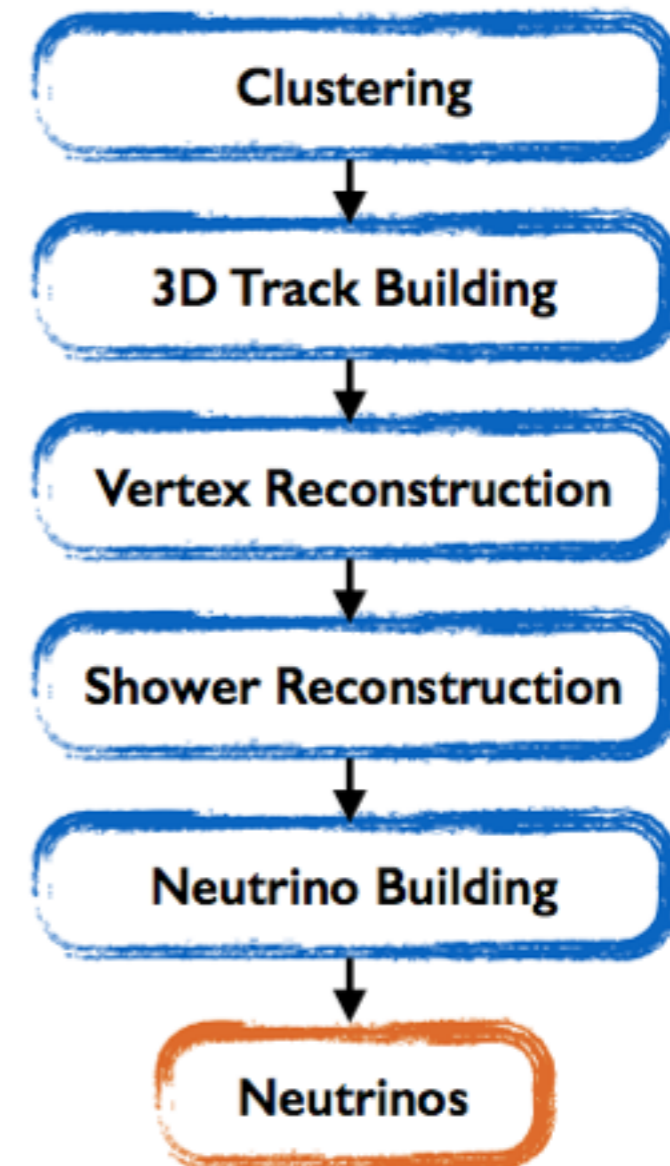 Clustering
3D Track Building
Vertex Reconstruction
Shower Reconstruction
Neutrino Building
Neutrinos